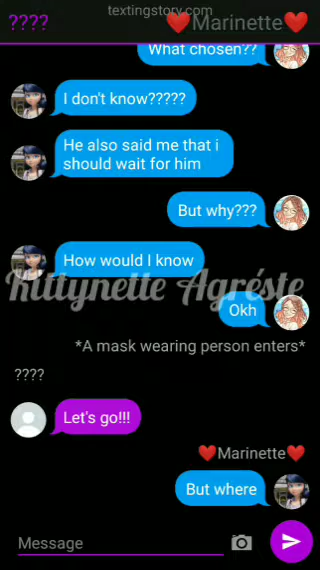 textingstory.com
???? ❤️Marinette❤️
What chosen??
I don't know?????
He also said me that i
should wait for him
But why???
How would I know
Kittynette Agréste
Okh
*A mask wearing person enters*
????
Let's go!!!
❤️Marinette❤️
But where
Message